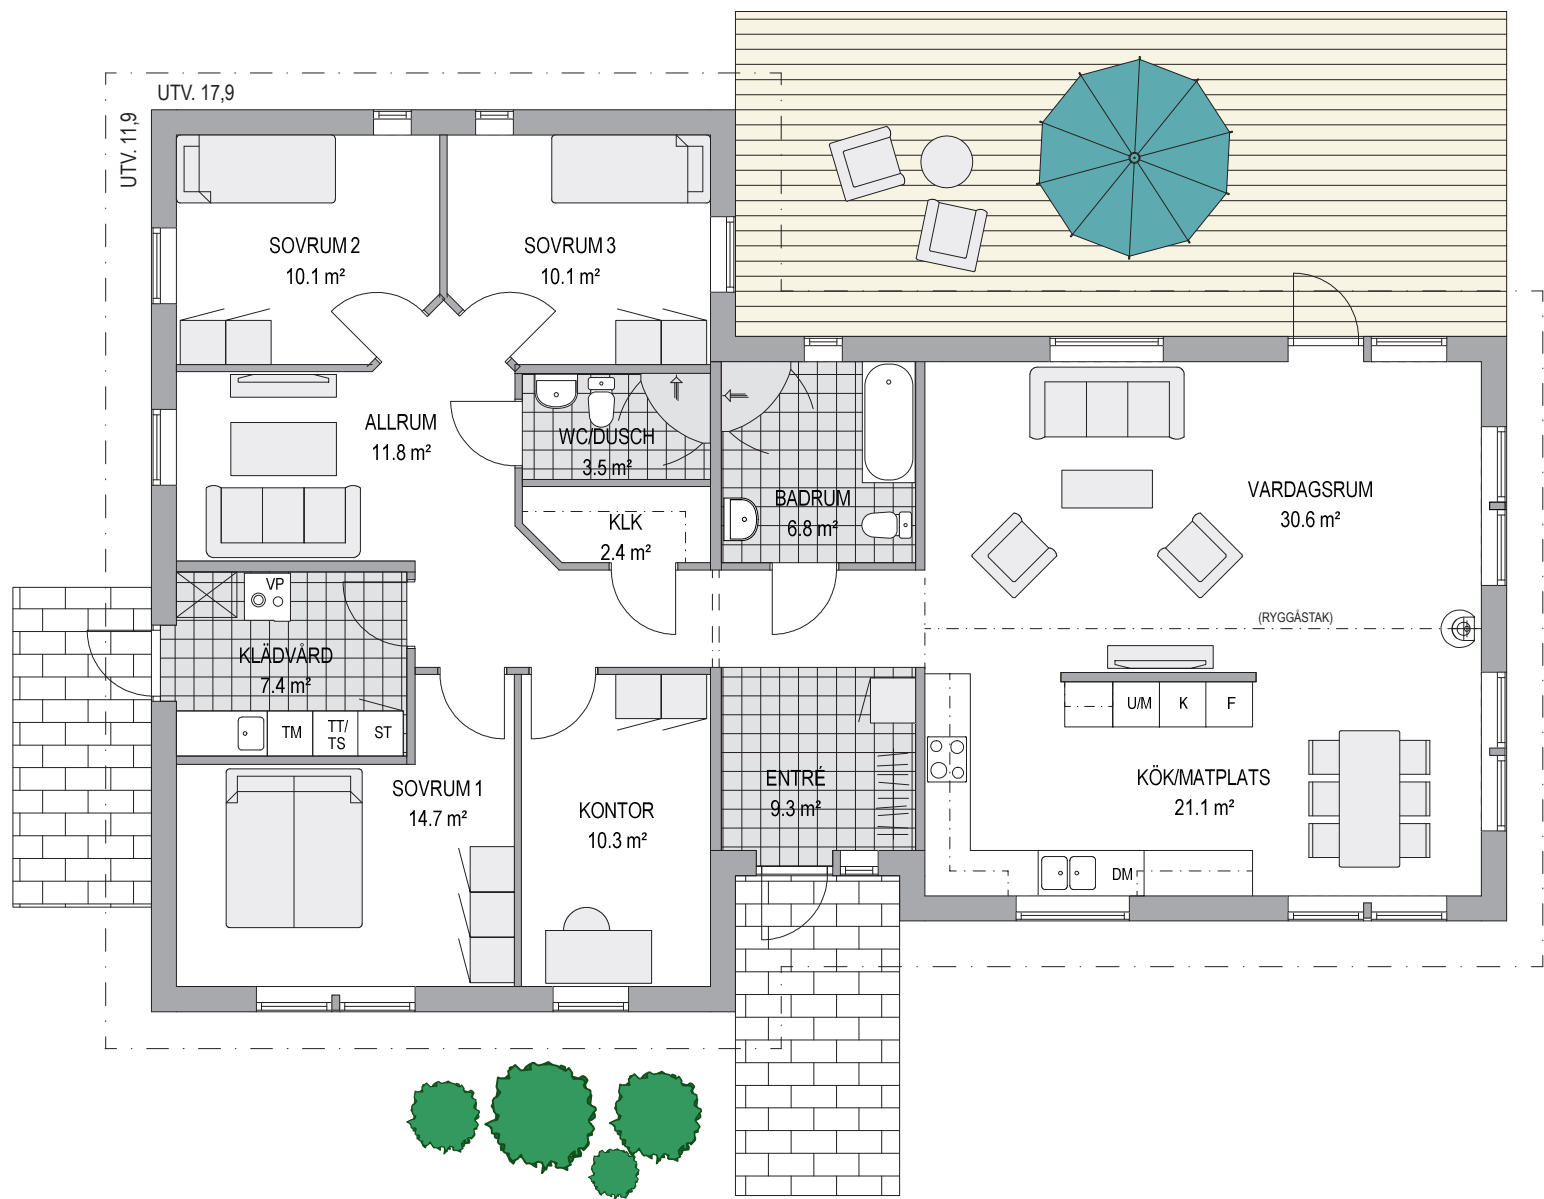 UTV. 17,9
UTV. 11,9
SOVRUM 2
10.1 m²
SOVRUM 3
10.1 m²
ALLRUM
11.8 m²
WC/DUSCH
3.5 m²
KLK
2.4 m²
BADRUM
6.8 m²
VARDAGSRUM
30.6 m²
(RYGGÅSTAK)
VP
KLÄDVÅRD
7.4 m²
TM
TT/
TS
ST
U/M
K
F
SOVRUM 1
14.7 m²
KONTOR
10.3 m²
ENTRÉ
9.3 m²
KÖK/MATPLATS
21.1 m²
DM